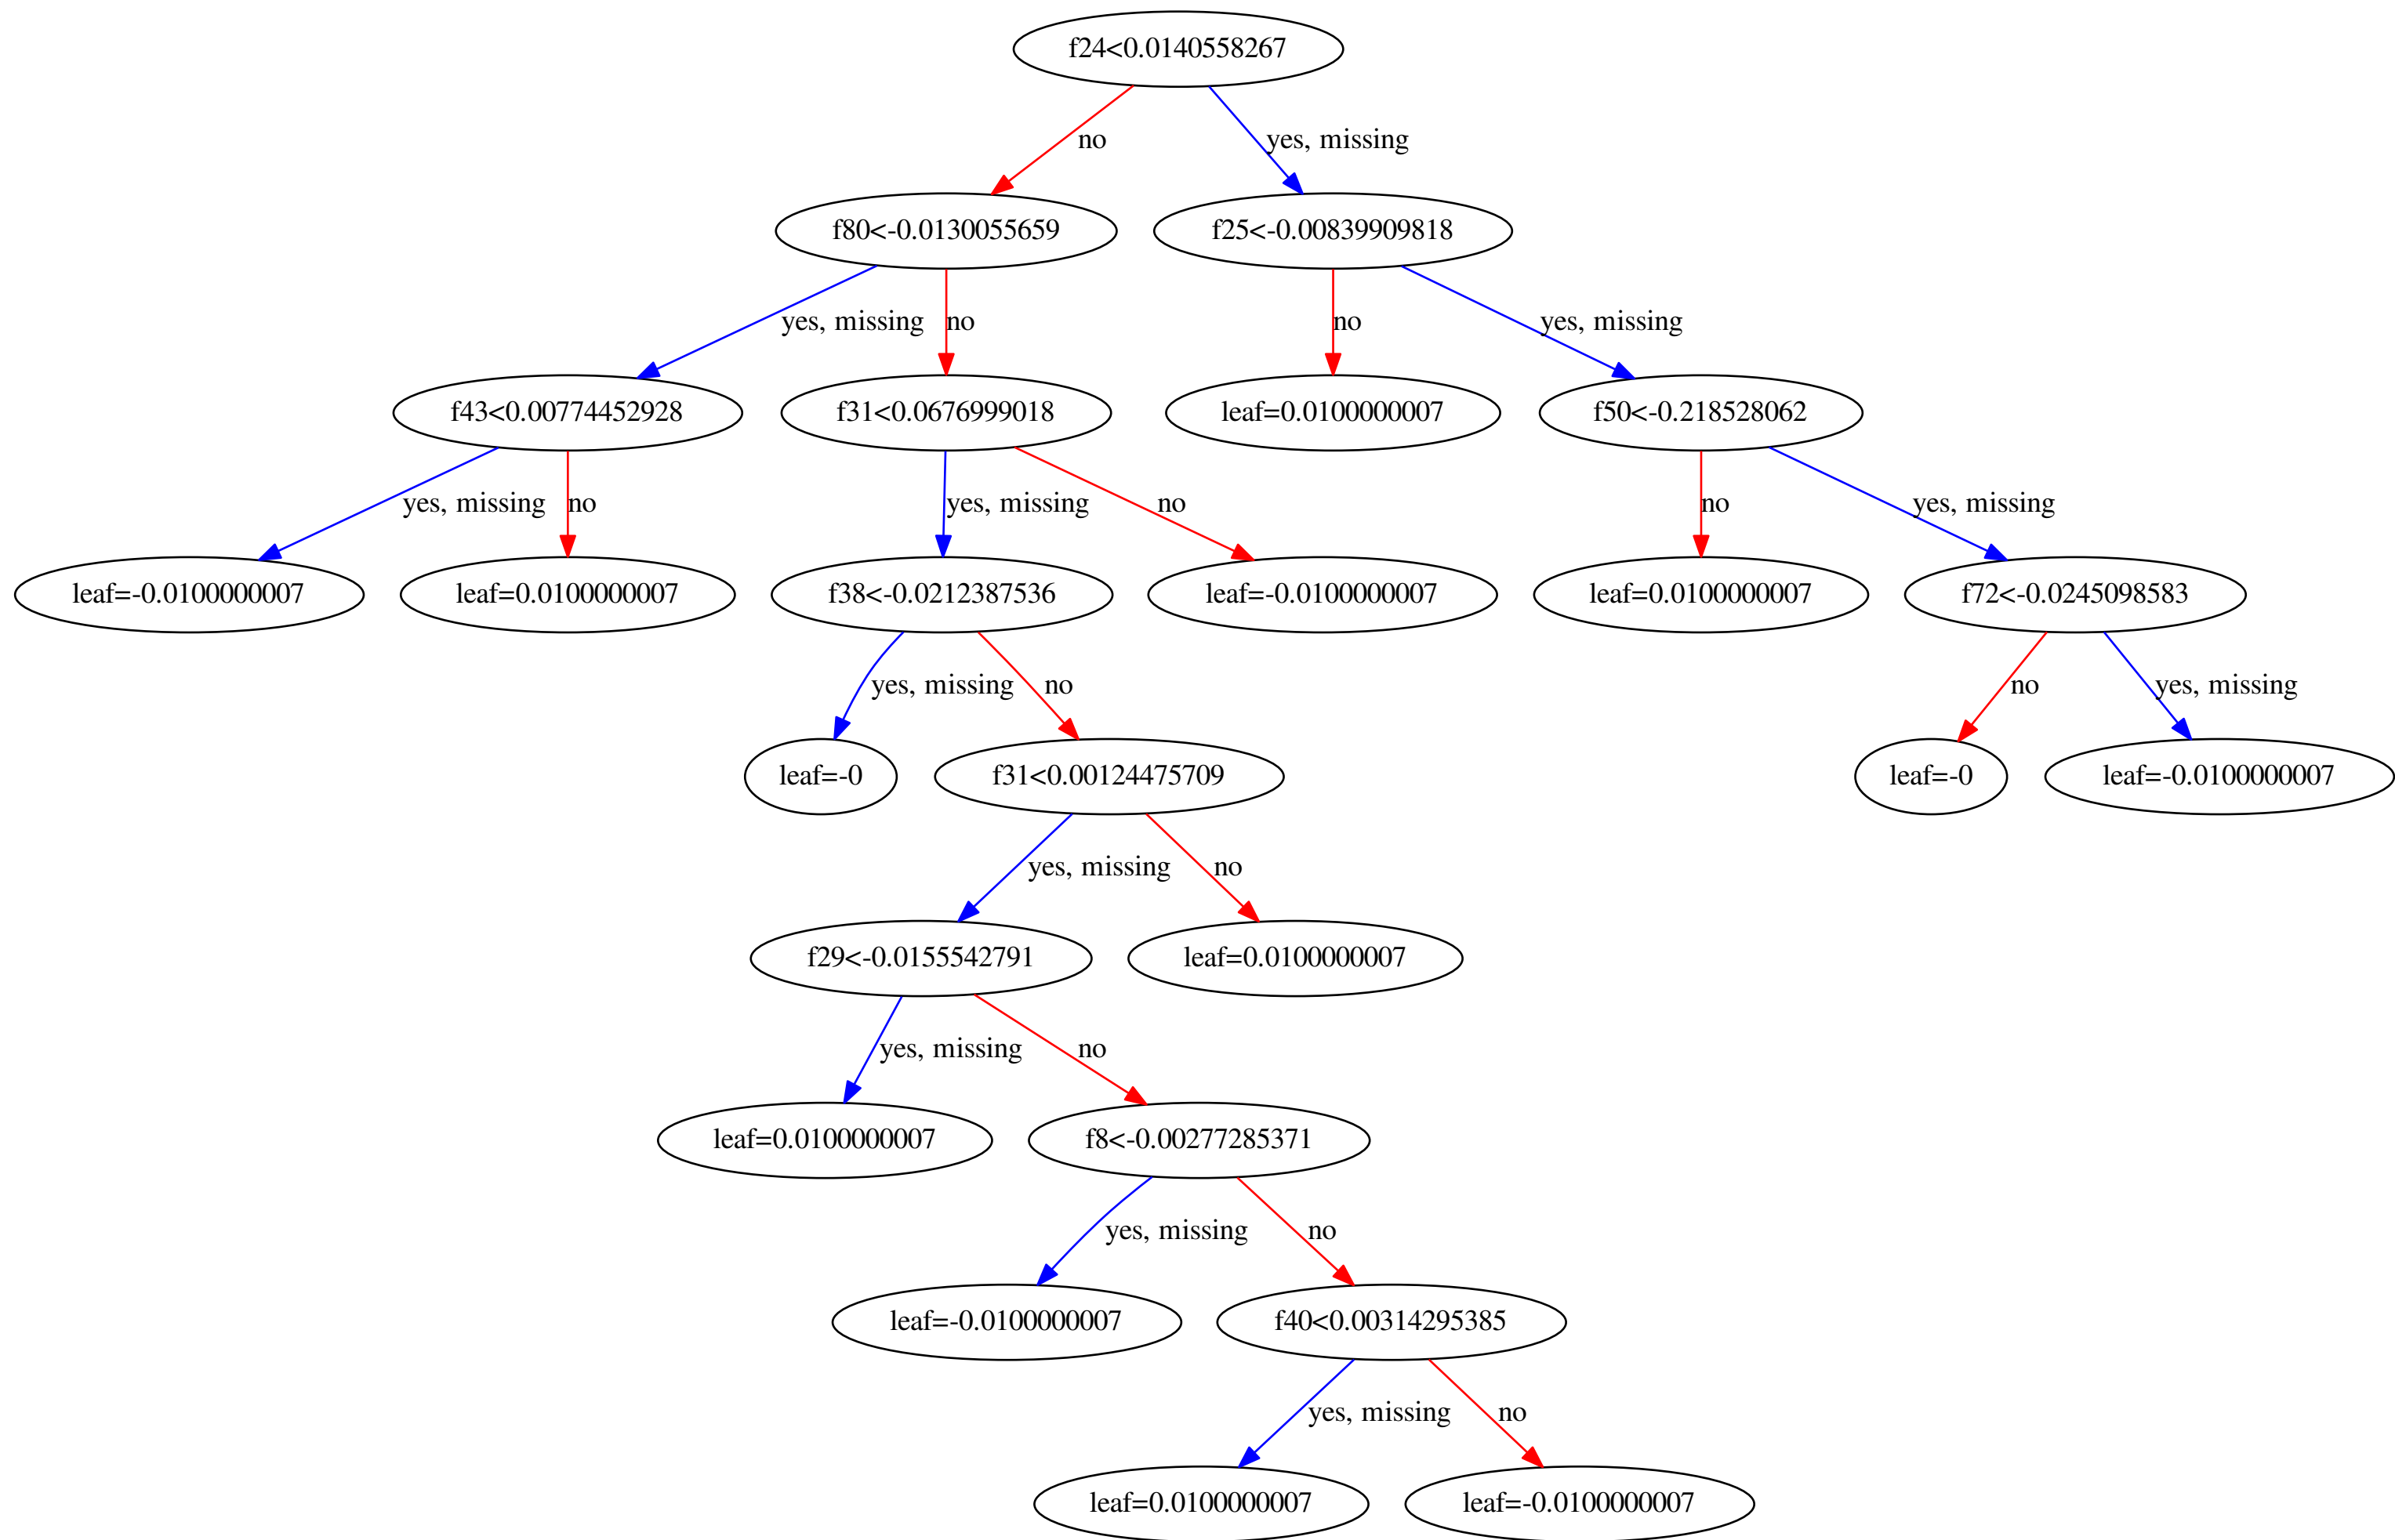 f24<0.0140558267
no
yes, missing
f80<-0.0130055659
f25<-0.00839909818
yes, missing
no
no
yes, missing
f43<0.00774452928
f31<0.0676999018
leaf=0.0100000007
f50<-0.218528062
yes, missing
no
yes, missing
no
no
yes, missing
leaf=-0.0100000007
leaf=0.0100000007
f38<-0.0212387536
leaf=-0.0100000007
leaf=0.0100000007
f72<-0.0245098583
yes, missing
no
no
yes, missing
leaf=-0
f31<0.00124475709
leaf=-0
leaf=-0.0100000007
yes, missing
no
f29<-0.0155542791
leaf=0.0100000007
yes, missing
no
leaf=0.0100000007
f8<-0.00277285371
yes, missing
no
leaf=-0.0100000007
f40<0.00314295385
yes, missing
no
leaf=0.0100000007
leaf=-0.0100000007